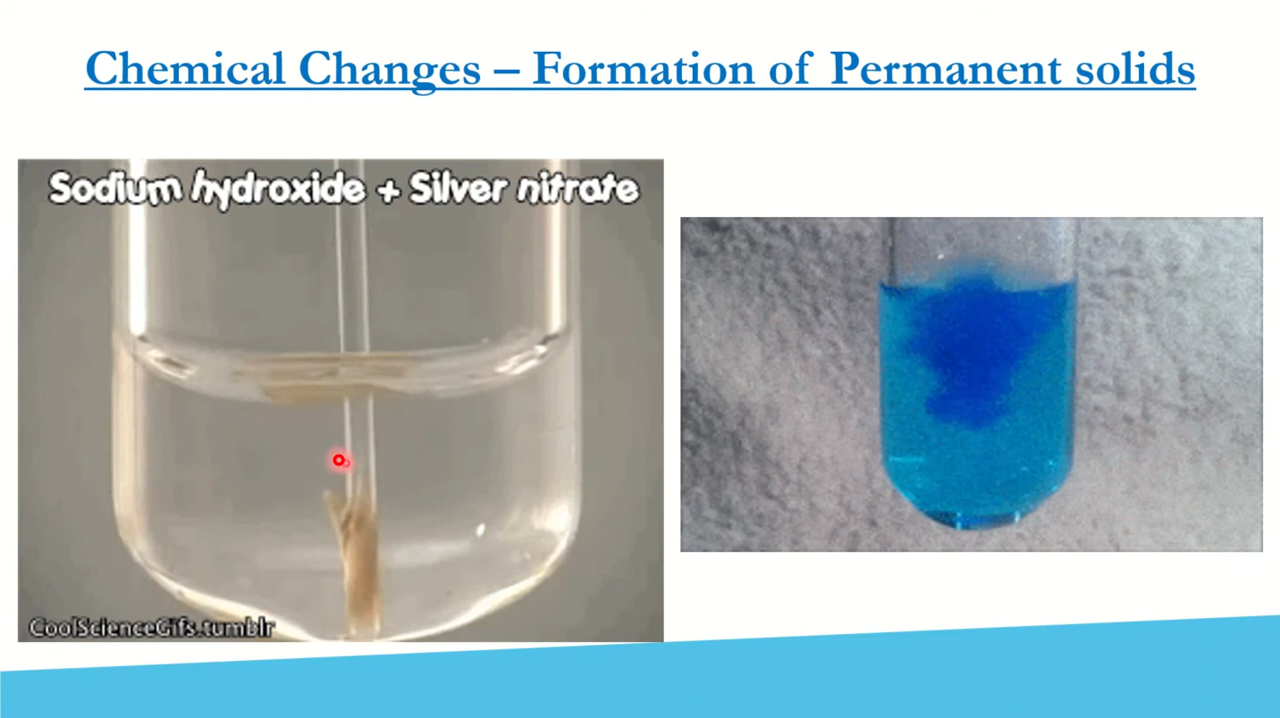 Chemical Changes – Formation of Permanent solids
Sodium hydroxide + Silver nitrate
CoolScienceGifs.tumblr